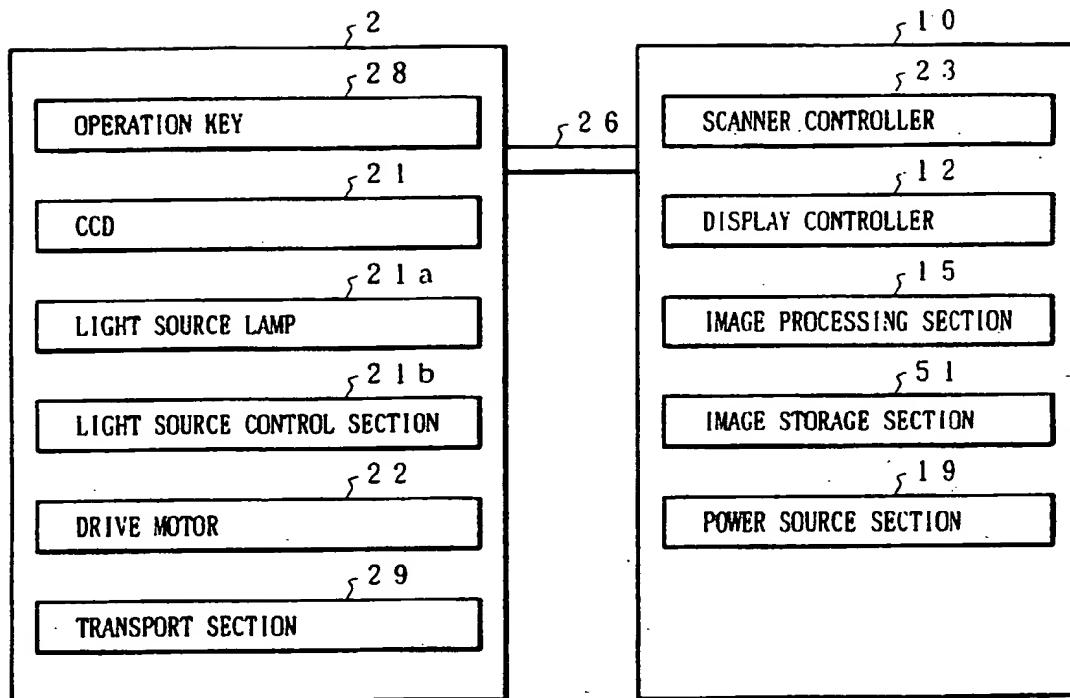 2
28
OPERATION KEY
21
CCD
21a
LIGHT SOURCE LAMP
21b
LIGHT SOURCE CONTROL SECTION
22
DRIVE MOTOR
29
TRANSPORT SECTION
26
10
23
SCANNER CONTROLLER
12
DISPLAY CONTROLLER
15
IMAGE PROCESSING SECTION
51
IMAGE STORAGE SECTION
19
POWER SOURCE SECTION